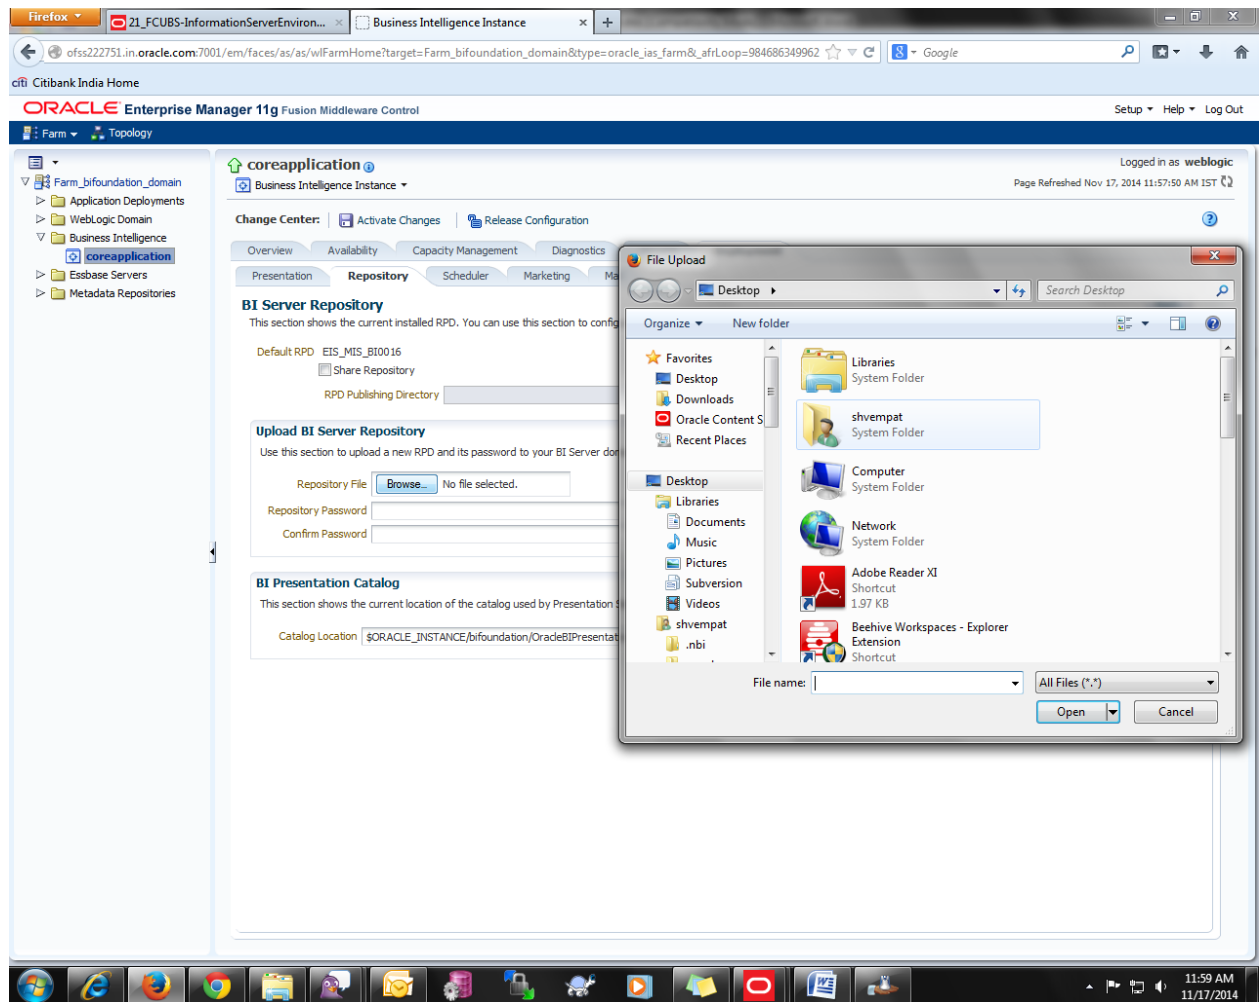 Firefox
21_FCUBS-InformationServerEnviron...
Business Intelligence Instance
ofss222751.in.oracle.com:7001/em/faces/as/as/wlFarmHome?target=Farm_bifoundation_domain&type=oracle_ias_farm&_afrLoop=984686349962
Google
citi Citibank India Home
ORACLE Enterprise Manager 11g Fusion Middleware Control
Setup Help Log Out
Farm Topology
Farm_bifoundation_domain
Application Deployments
WebLogic Domain
Business Intelligence
coreapplication
Essbase Servers
Metadata Repositories
coreapplication
Business Intelligence Instance
Logged in as weblogic
Page Refreshed Nov 17, 2014 11:57:50 AM IST
Change Center: Activate Changes Release Configuration
Overview Availability Capacity Management Diagnostics
Presentation Repository Scheduler Marketing Ma
BI Server Repository
This section shows the current installed RPD. You can use this section to config
Default RPD EIS_MIS_BI0016
Share Repository
RPD Publishing Directory
Upload BI Server Repository
Use this section to upload a new RPD and its password to your BI Server dom
Repository File Browse... No file selected.
Repository Password
Confirm Password
BI Presentation Catalog
This section shows the current location of the catalog used by Presentation S
Catalog Location $ORACLE_INSTANCE/bifoundation/OracleBIPresentat
File Upload
Desktop
Search Desktop
Organize New folder
Favorites
Desktop
Downloads
Oracle Content S
Recent Places
Desktop
Libraries
Documents
Music
Pictures
Subversion
Videos
shvempat
.nbi
Libraries
System Folder
shvempat
System Folder
Computer
System Folder
Network
System Folder
Adobe Reader XI
Shortcut
1.97 KB
Beehive Workspaces - Explorer
Extension
Shortcut
File name:
All Files (*.*)
Open Cancel
11:59 AM
11/17/2014